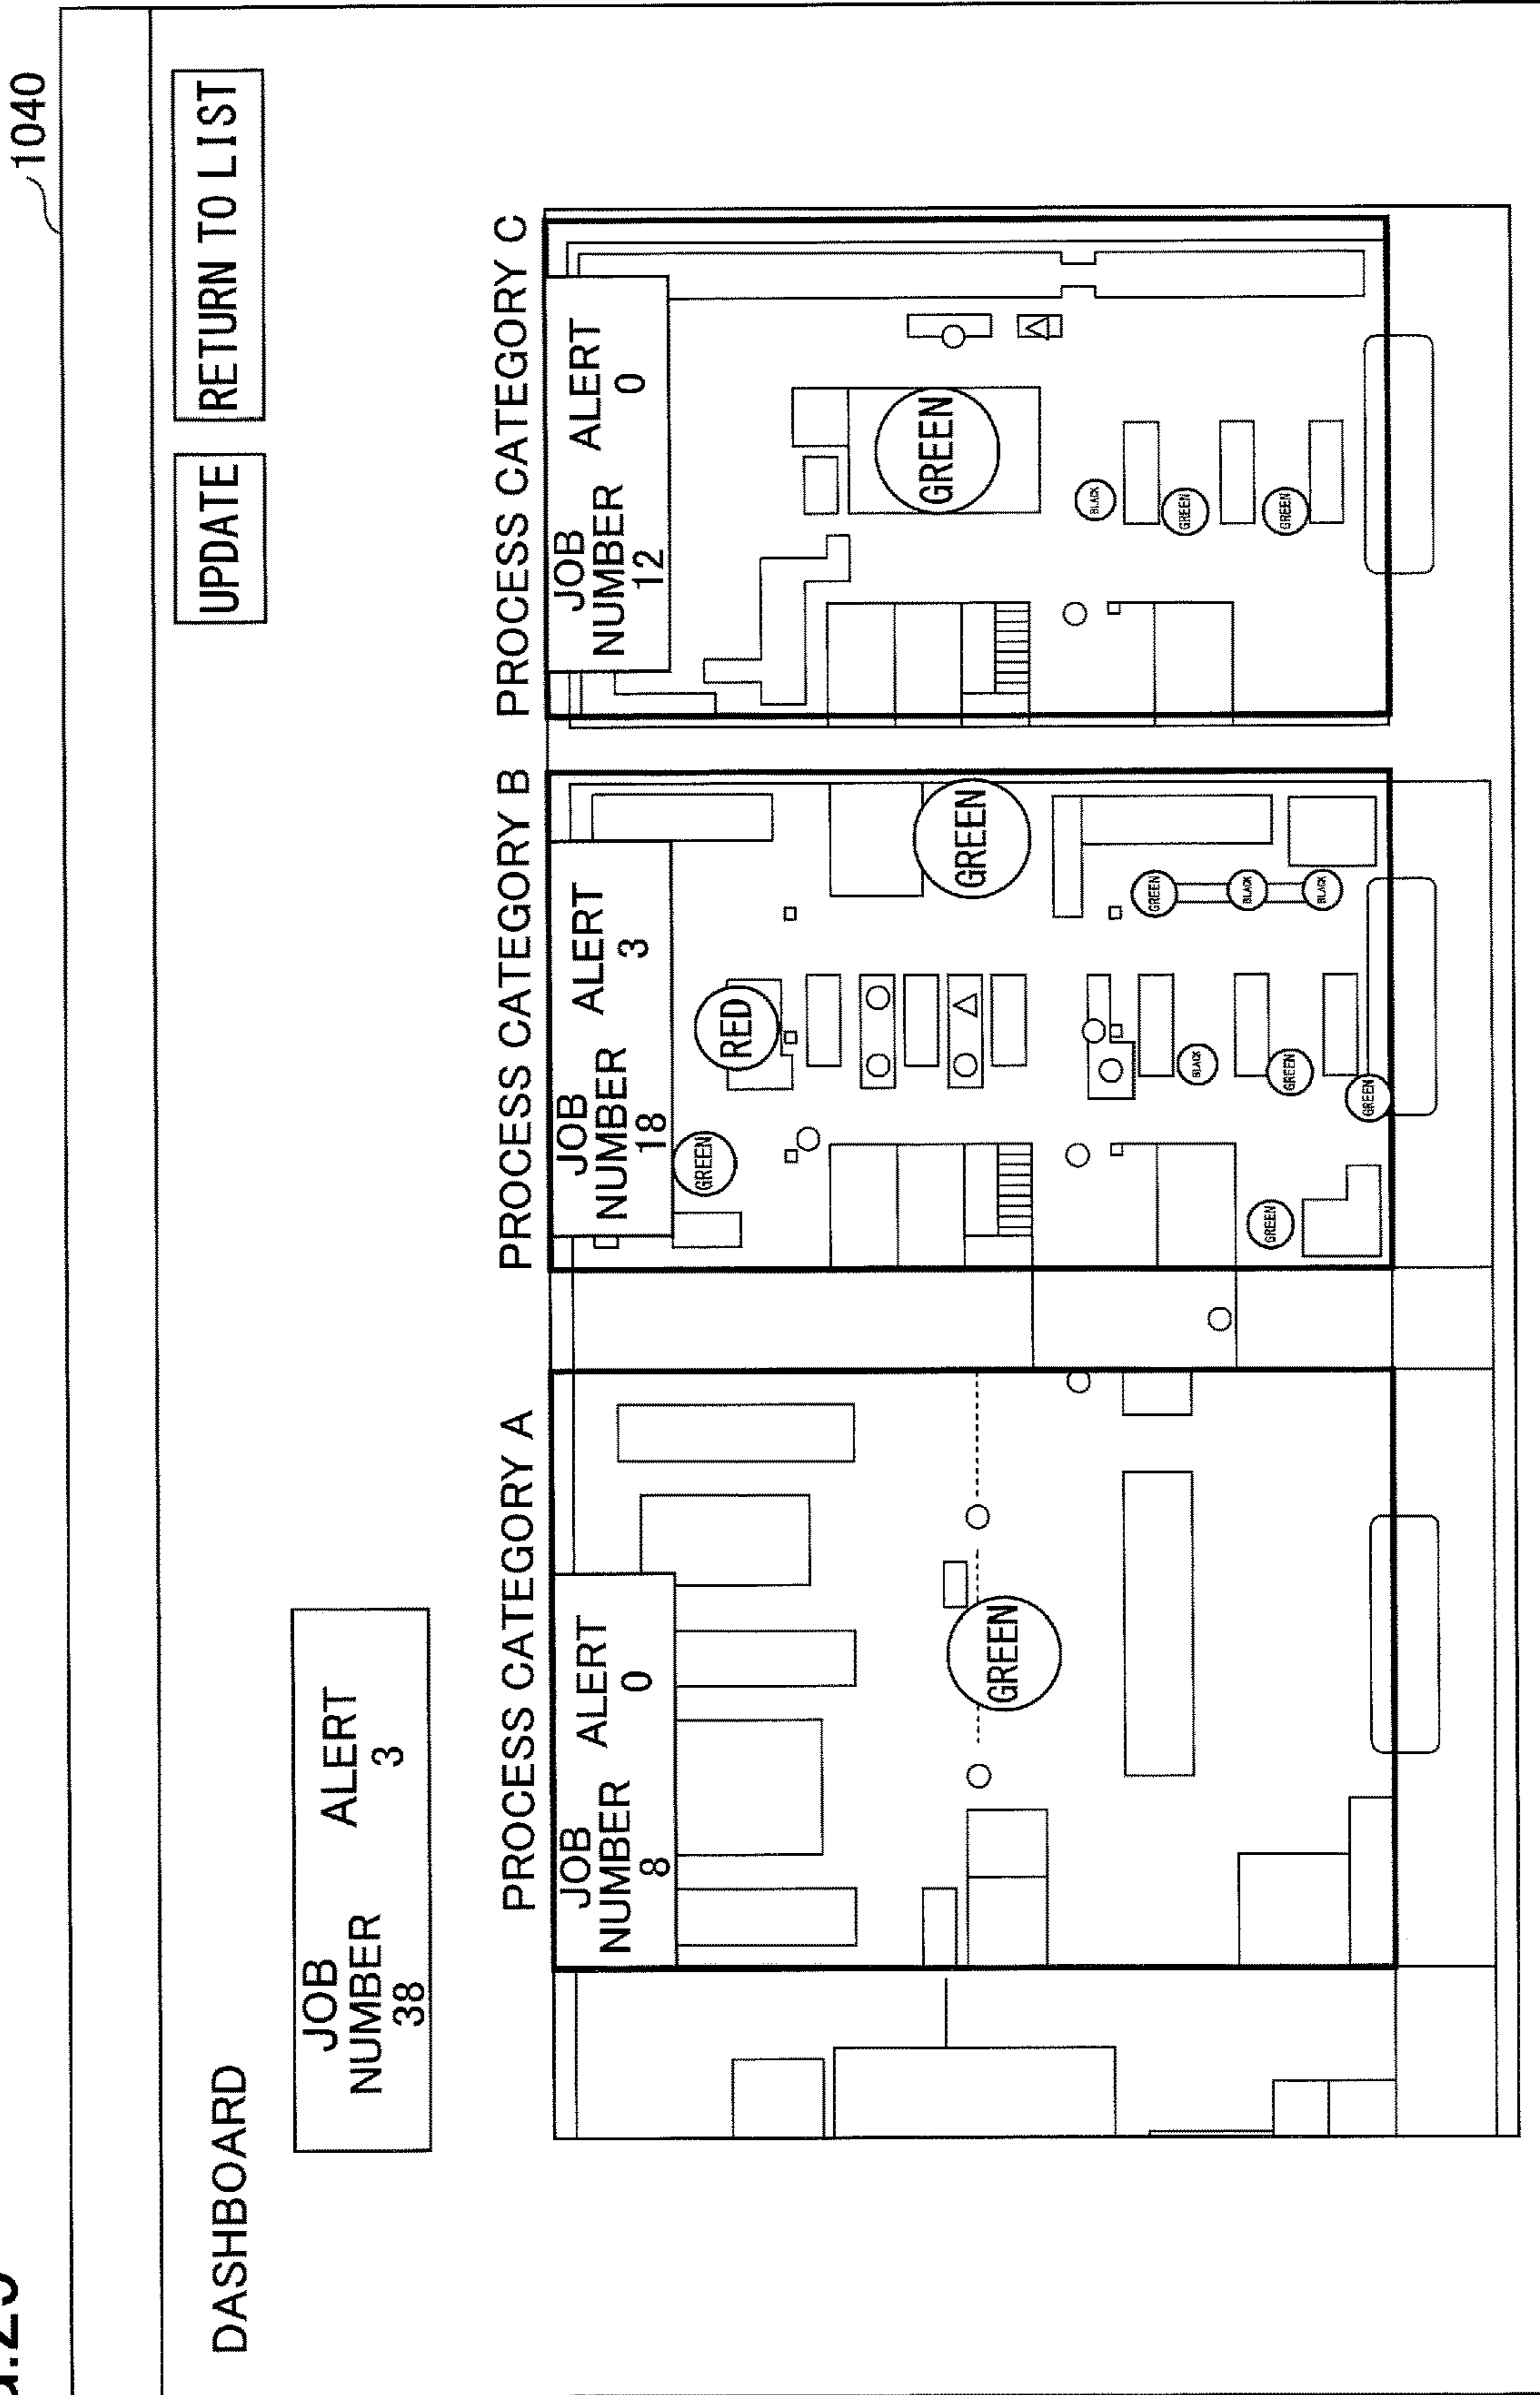 1040
UPDATE
RETURN TO LIST
DASHBOARD
JOB
NUMBER
ALERT
38
3
PROCESS CATEGORY A
JOB
NUMBER
ALERT
8
0
GREEN
PROCESS CATEGORY B
JOB
NUMBER
ALERT
18
3
GREEN
RED
GREEN
GREEN
BLACK
BLACK
BLACK
GREEN
GREEN
GREEN
PROCESS CATEGORY C
JOB
NUMBER
ALERT
12
0
GREEN
BLACK
GREEN
GREEN